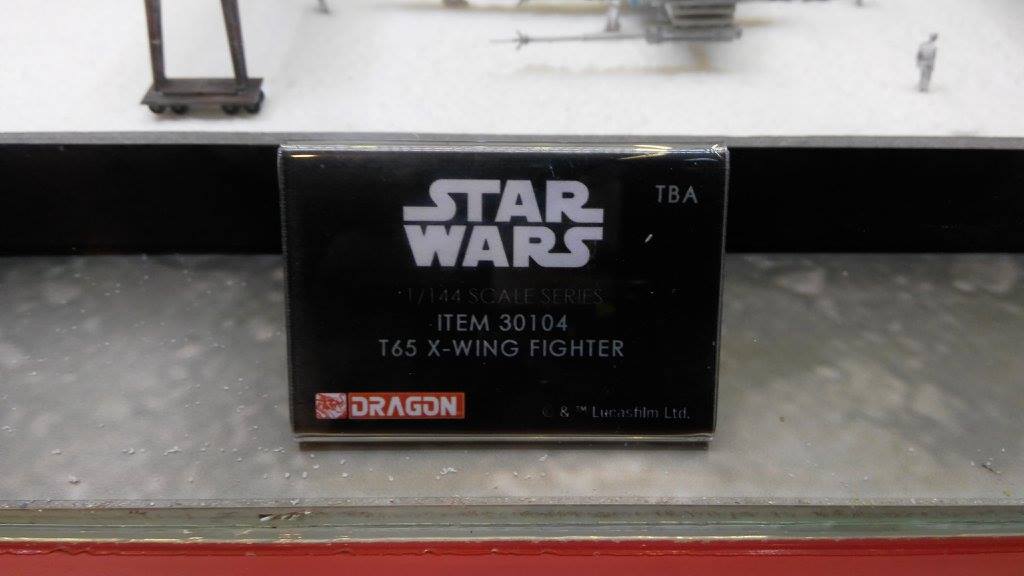 STAR
WARS
TBA
1/144 SCALE SERIES
ITEM 30104
T65 X-WING FIGHTER
DRAGON
© & ™ Lucasfilm Ltd.